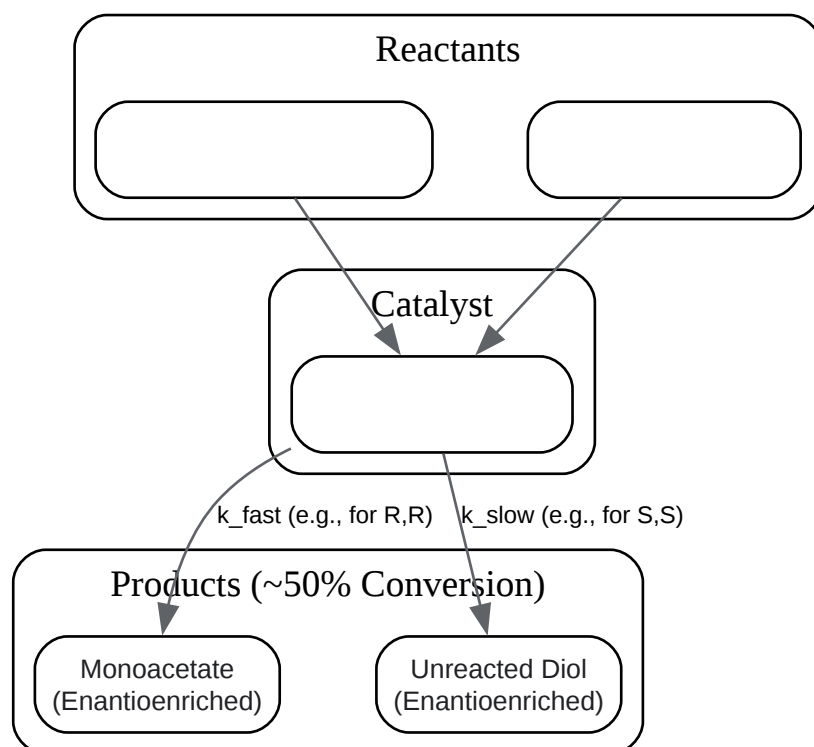 Reactants
Catalyst
k_fast (e.g., for R,R) k_slow (e.g., for S,S)
Products (~50% Conversion)
Monoacetate
(Enantioenriched)
Unreacted Diol
(Enantioenriched)